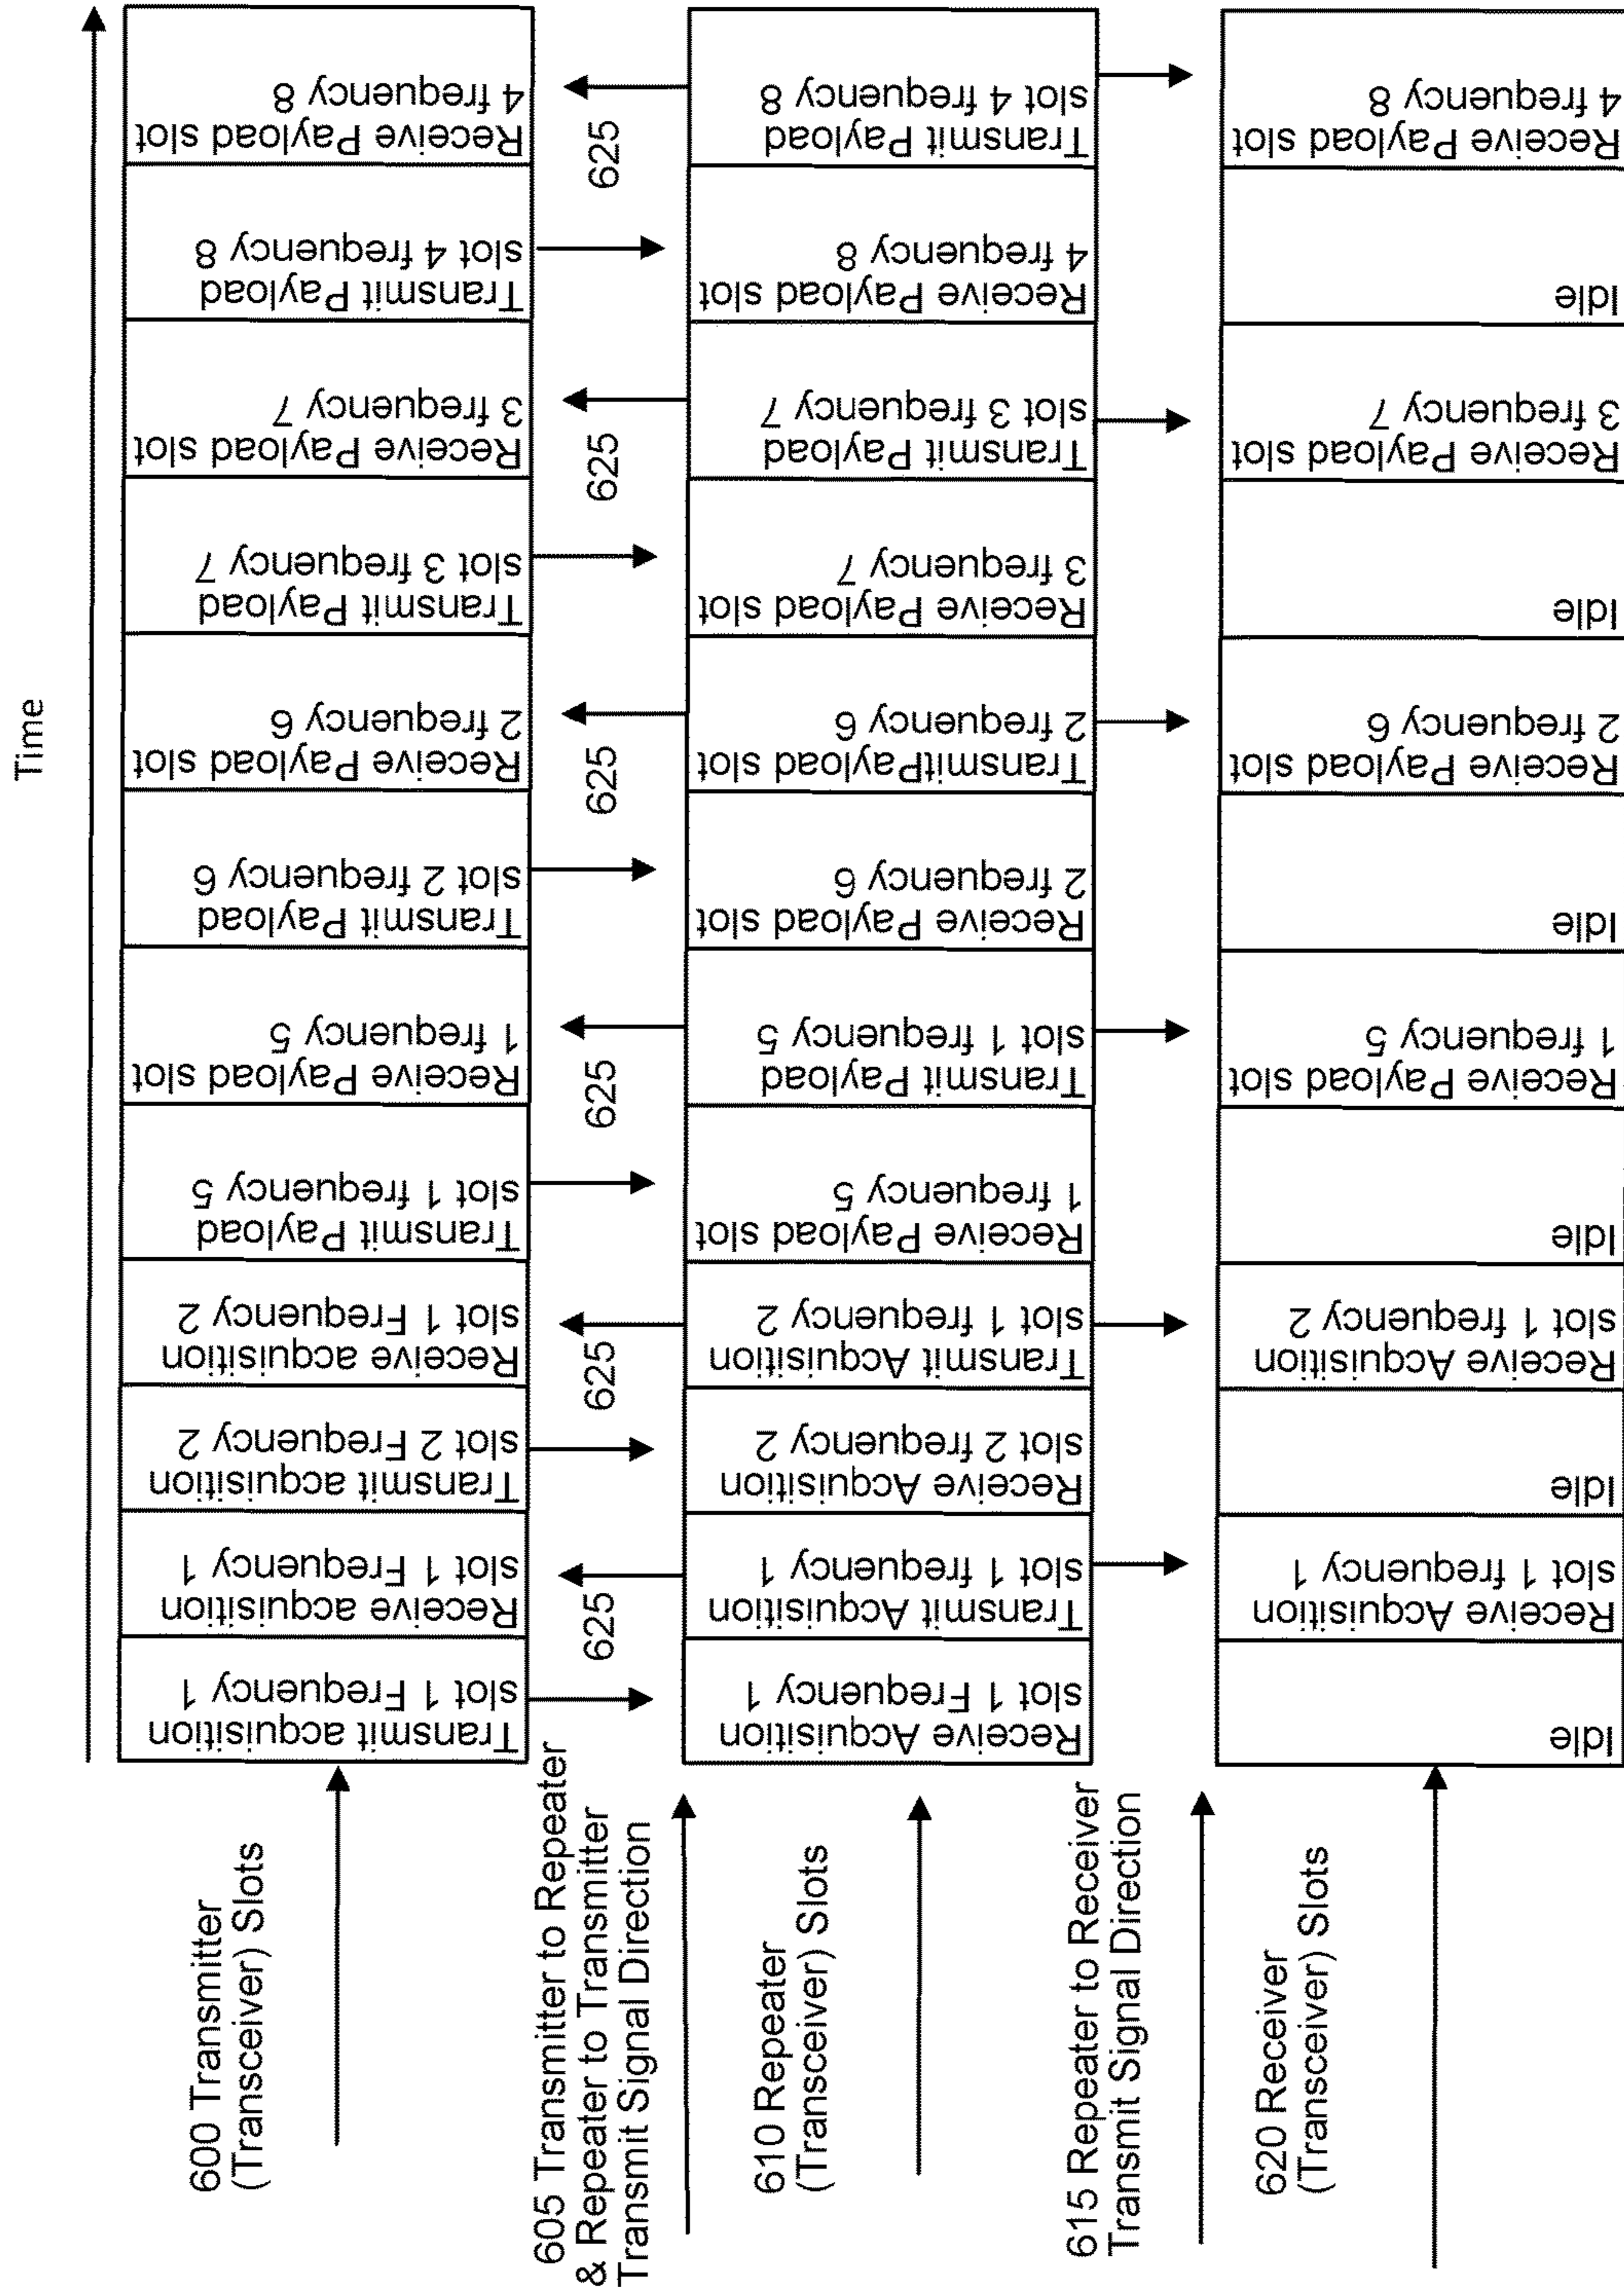 Time
600 Transmitter
(Transceiver) Slots
Transmit acquisition
slot 1 Frequency 1
Receive acquisition
slot 1 Frequency 1
Transmit acquisition
slot 2 Frequency 2
Receive acquisition
slot 1 Frequency 2
Transmit Payload
slot 1 frequency 5
Receive Payload slot
1 frequency 5
Transmit Payload
slot 2 frequency 6
Receive Payload slot
2 frequency 6
Transmit Payload
slot 3 frequency 7
Receive Payload slot
3 frequency 7
Transmit Payload
slot 4 frequency 8
Receive Payload slot
4 frequency 8
605 Transmitter to Repeater
& Repeater to Transmitter
Transmit Signal Direction
625
625
625
625
625
625
610 Repeater
(Transceiver) Slots
Receive Acquisition
slot 1 Frequency 1
Transmit Acquisition
slot 1 frequency 1
Receive Acquisition
slot 2 frequency 2
Transmit Acquisition
slot 1 frequency 2
Receive Payload slot
1 frequency 5
Transmit Payload
slot 1 frequency 5
Receive Payload slot
2 frequency 6
TransmitPayload slot
2 frequency 6
Receive Payload slot
3 frequency 7
Transmit Payload
slot 3 frequency 7
Receive Payload slot
4 frequency 8
Transmit Payload
slot 4 frequency 8
615 Repeater to Receiver
Transmit Signal Direction
620 Receiver
(Transceiver) Slots
Idle
Receive Acquisition
slot 1 frequency 1
Idle
Receive Acquisition
slot 1 frequency 2
Idle
Receive Payload slot
1 frequency 5
Idle
Receive Payload slot
2 frequency 6
Idle
Receive Payload slot
3 frequency 7
Idle
Receive Payload slot
4 frequency 8